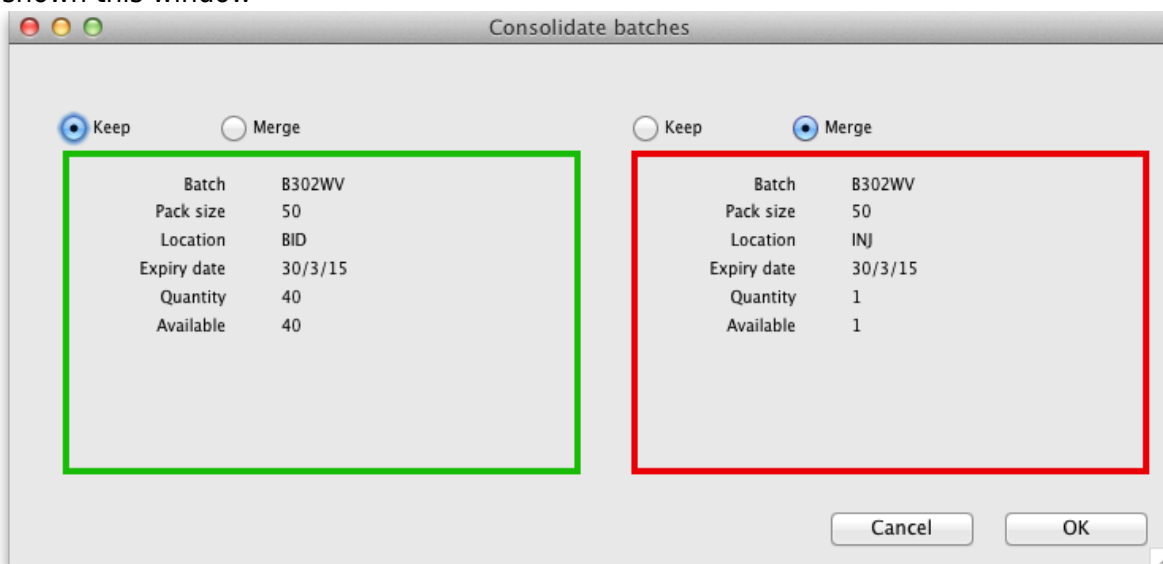 shown this window
Consolidate batches
Keep Merge
Batch B302WV
Pack size 50
Location BID
Expiry date 30/3/15
Quantity 40
Available 40
Keep Merge
Batch B302WV
Pack size 50
Location INJ
Expiry date 30/3/15
Quantity 1
Available 1
Cancel OK